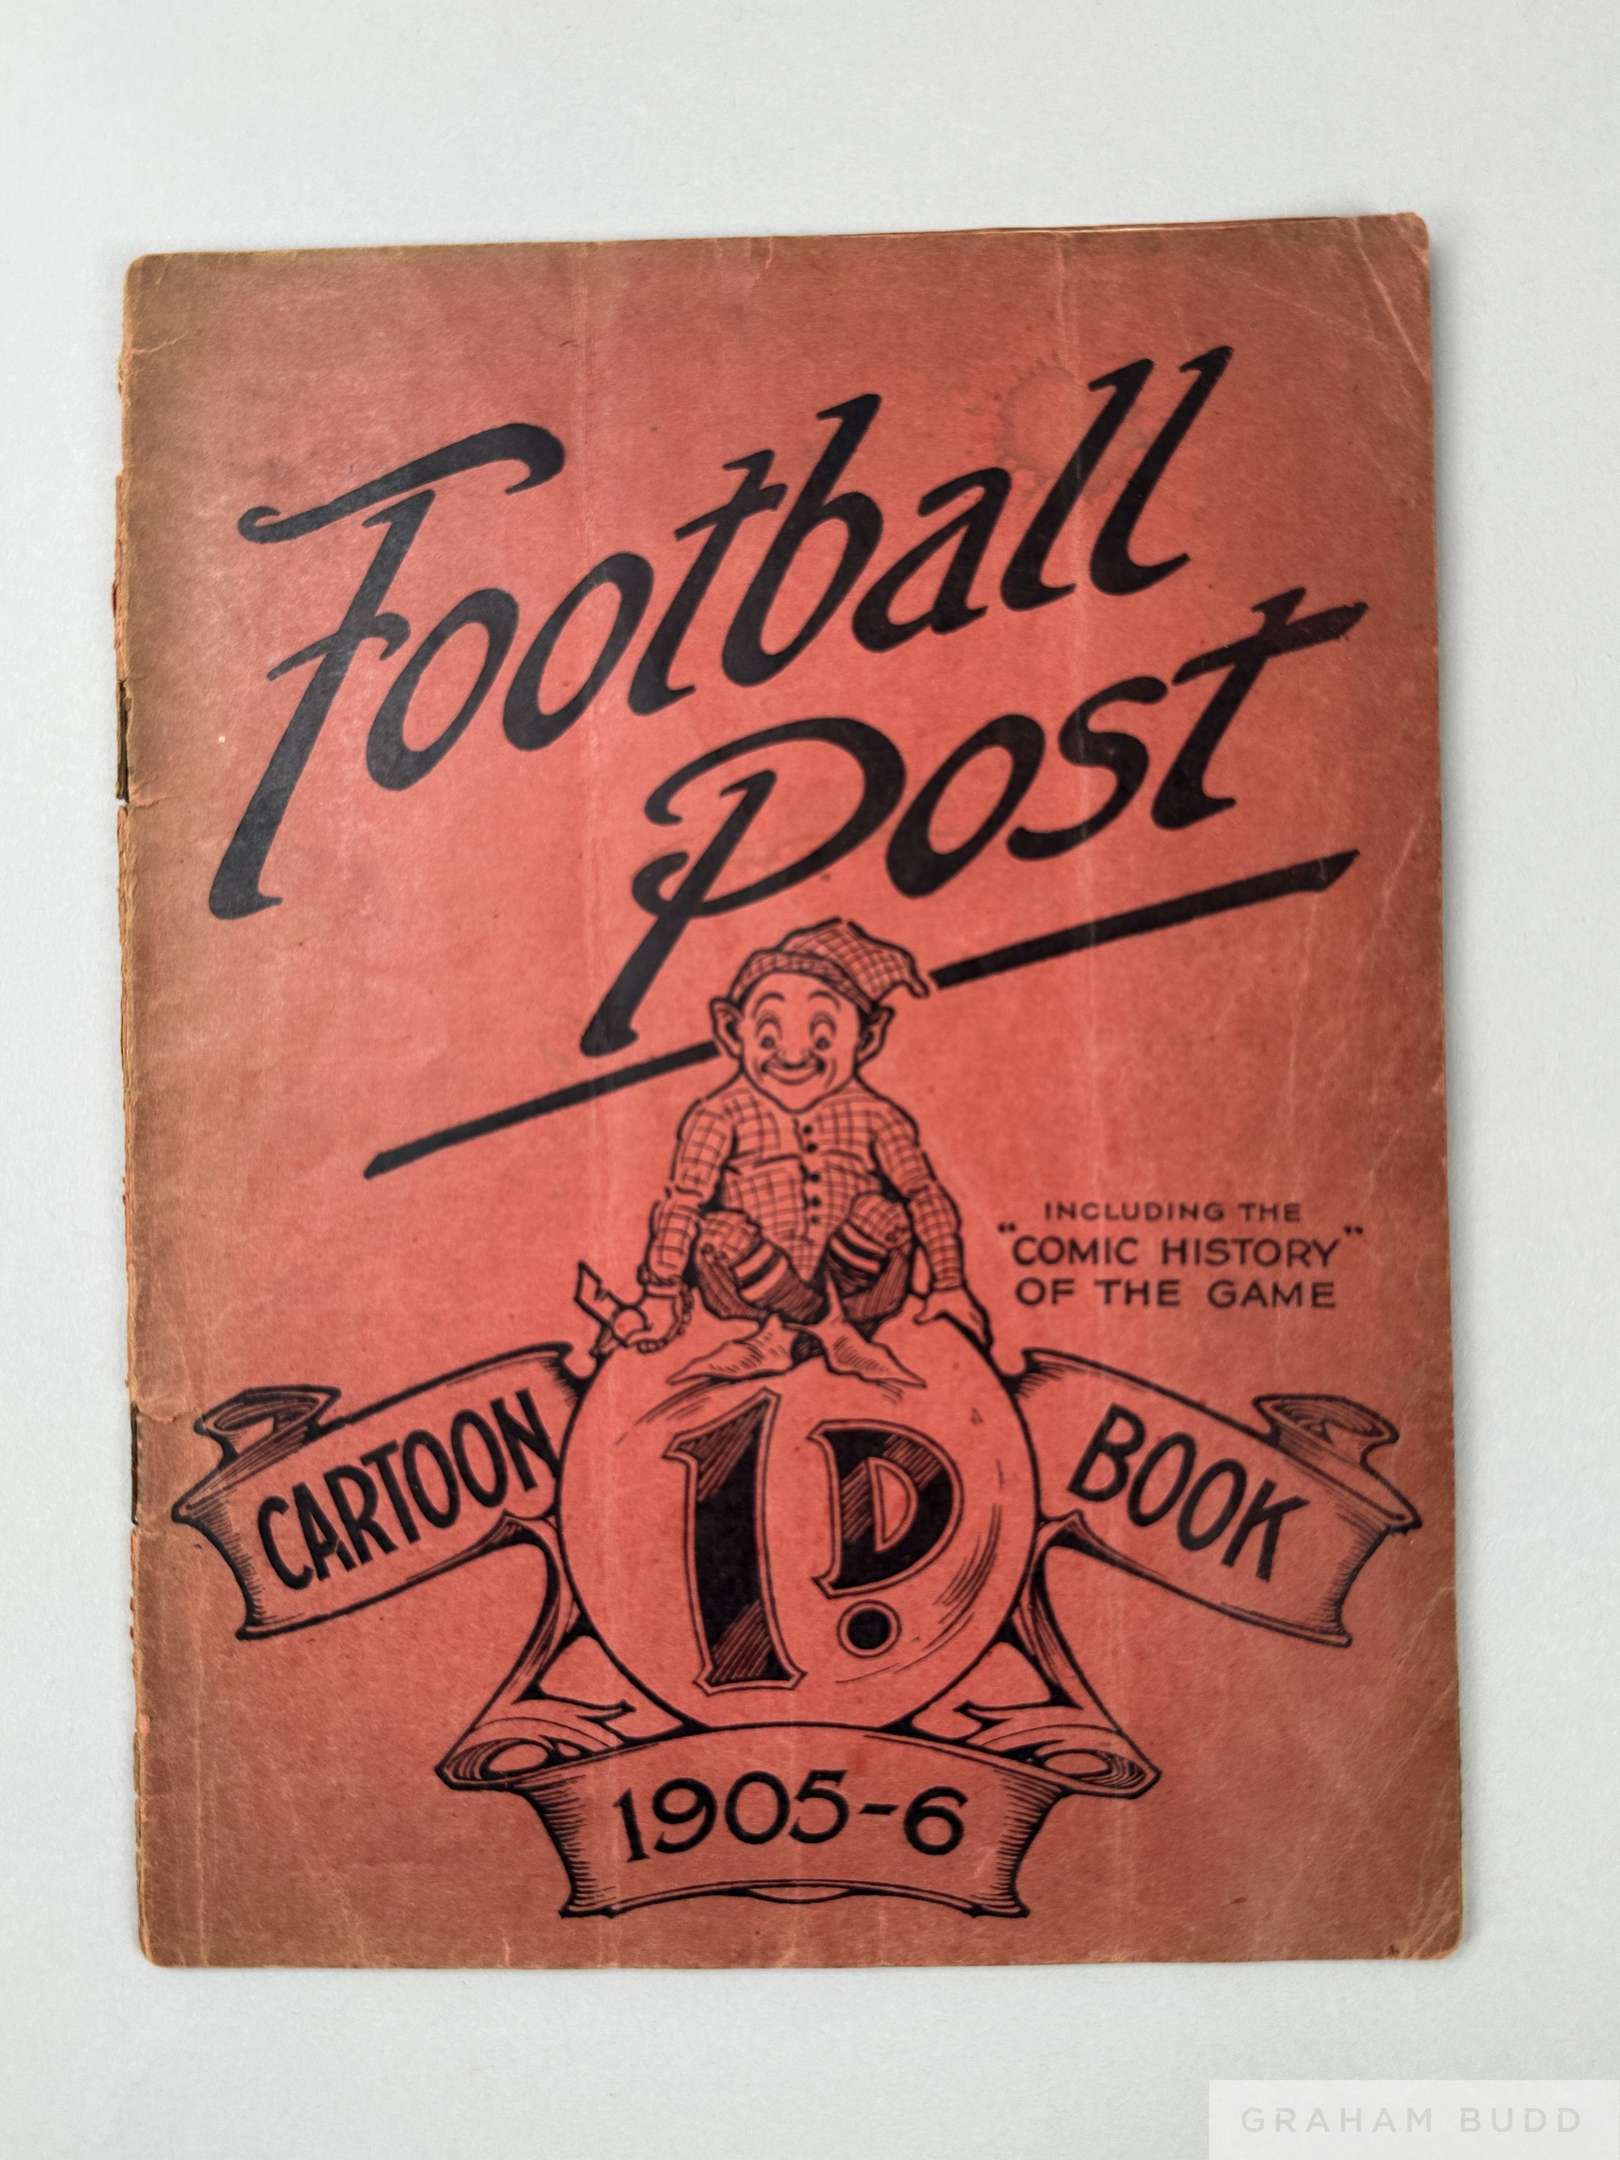 Football
Post
INCLUDING THE
"COMIC HISTORY"
OF THE GAME
CARTOON BOOK
1D.
1905-6
GRAHAM BUDD